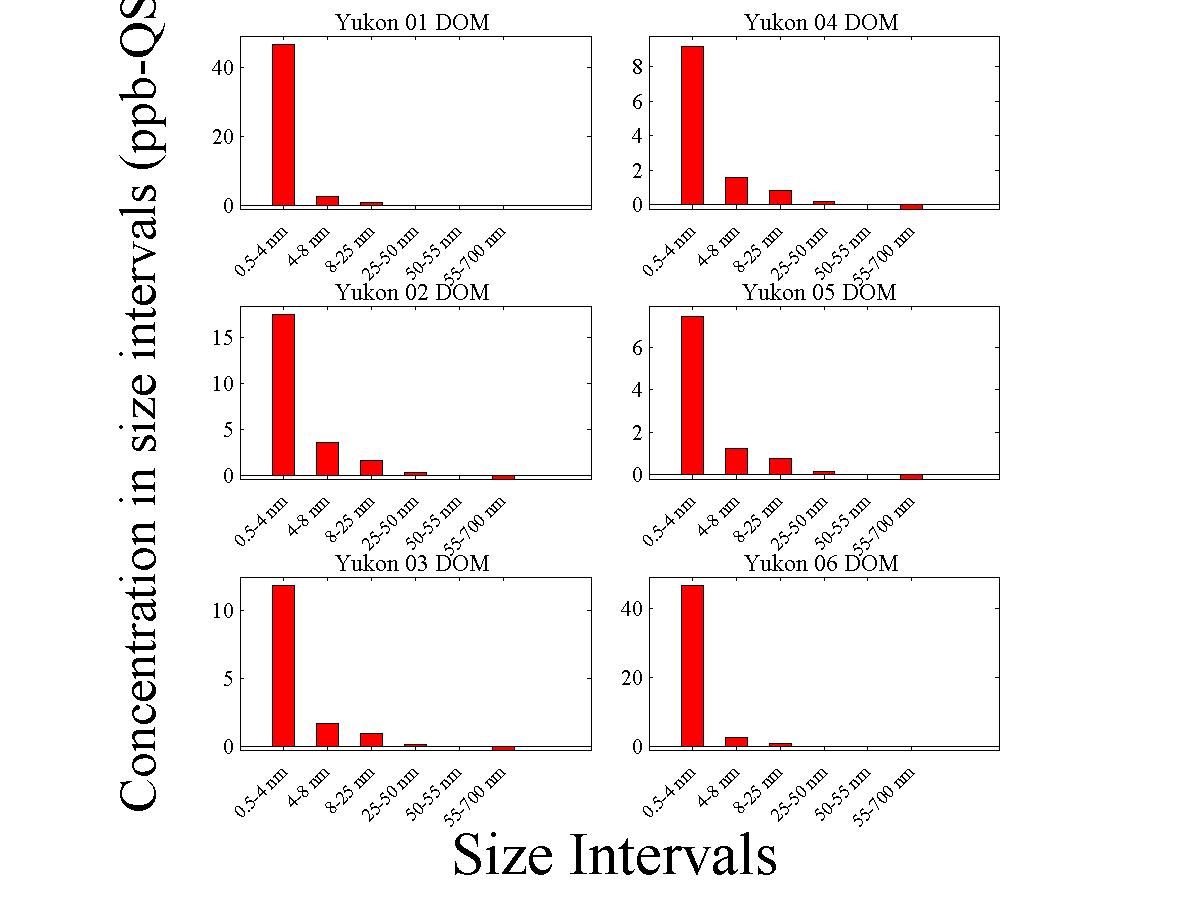 Concentration in size intervals (ppb-QS
Yukon 01 DOM
40
20
0
0.5-4 nm
4-8 nm
8-25 nm
25-50 nm
50-55 nm
55-700 nm
Yukon 04 DOM
8
6
4
2
0
0.5-4 nm
4-8 nm
8-25 nm
25-50 nm
50-55 nm
55-700 nm
Yukon 02 DOM
15
10
5
0
0.5-4 nm
4-8 nm
8-25 nm
25-50 nm
50-55 nm
55-700 nm
Yukon 05 DOM
6
4
2
0
0.5-4 nm
4-8 nm
8-25 nm
25-50 nm
50-55 nm
55-700 nm
Yukon 03 DOM
10
5
0
0.5-4 nm
4-8 nm
8-25 nm
25-50 nm
50-55 nm
55-700 nm
Yukon 06 DOM
40
20
0
0.5-4 nm
4-8 nm
8-25 nm
25-50 nm
50-55 nm
55-700 nm
Size Intervals